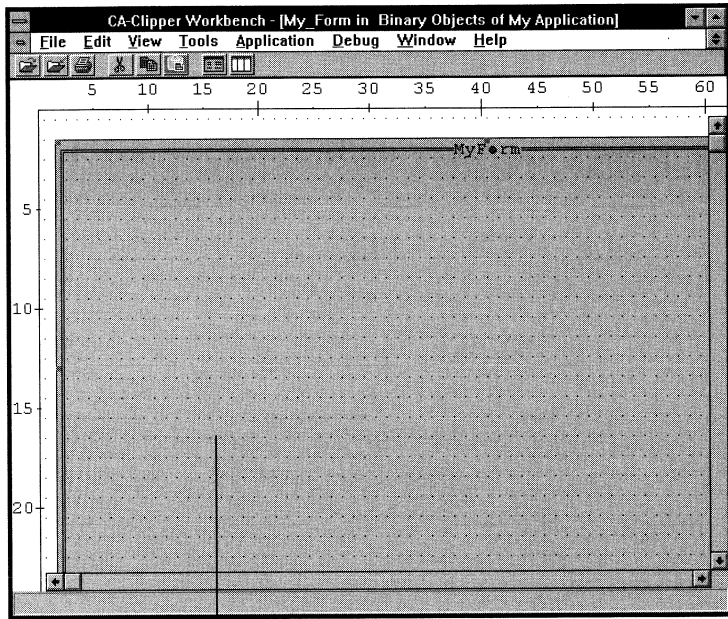 CA-Clipper Workbench - [My_Form in Binary Objects of My Application]
File Edit View Tools Application Debug Window Help
5 10 15 20 25 30 35 40 45 50 55 60
MyForm
5
10
15
20